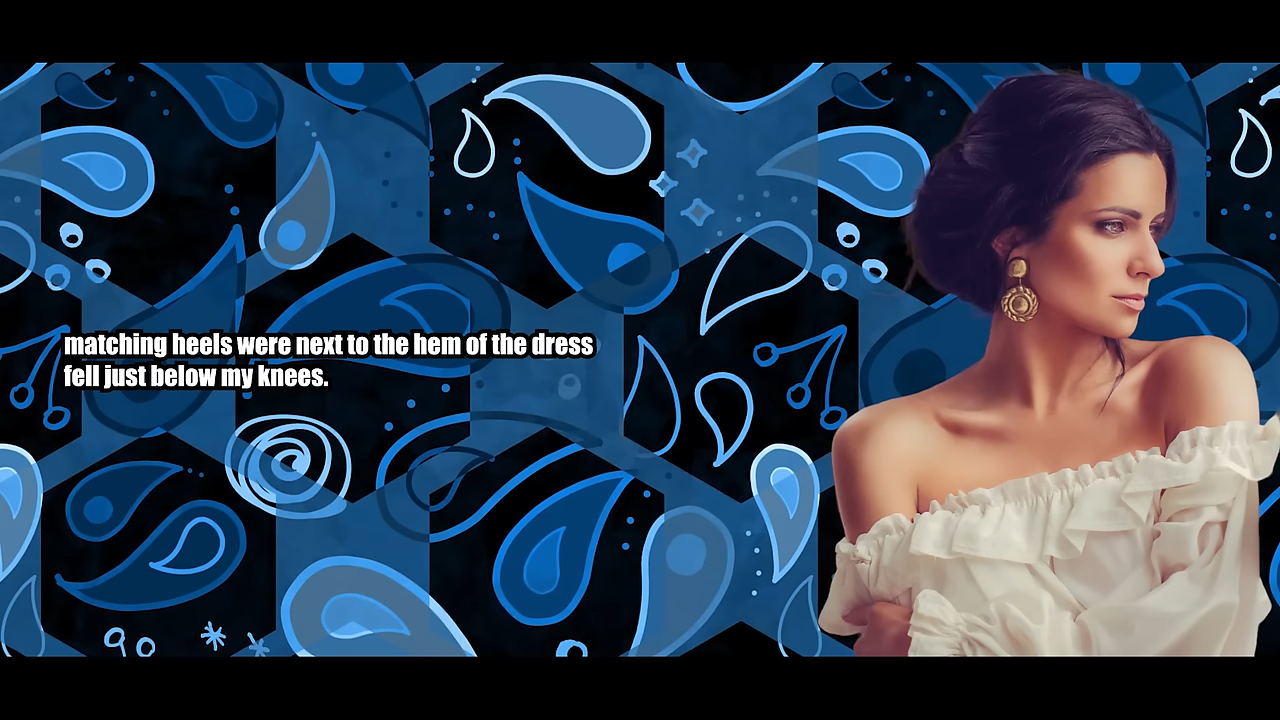 matching heels were next to the hem of the dress
fell just below my knees.